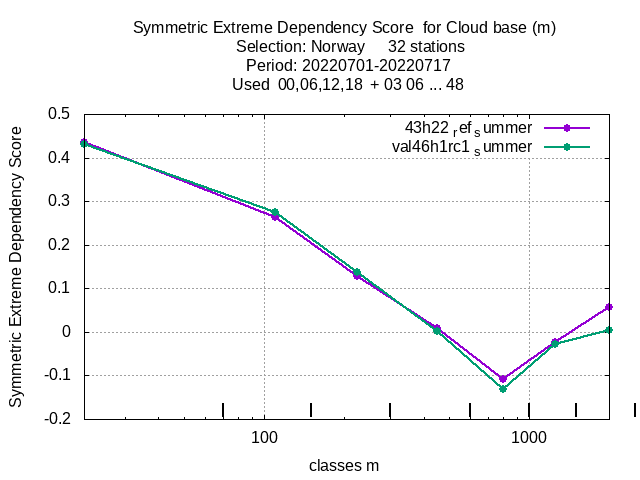 Symmetric Extreme Dependency Score  for Cloud base (m)
Selection: Norway     32 stations
Period: 20220701-20220717
Used  00,06,12,18  + 03 06 ... 48
43h22 refsummer
val46h1rc1 summer
Symmetric Extreme Dependency Score
0.5
0.4
0.3
0.2
0.1
0
-0.1
-0.2
100
1000
classes m